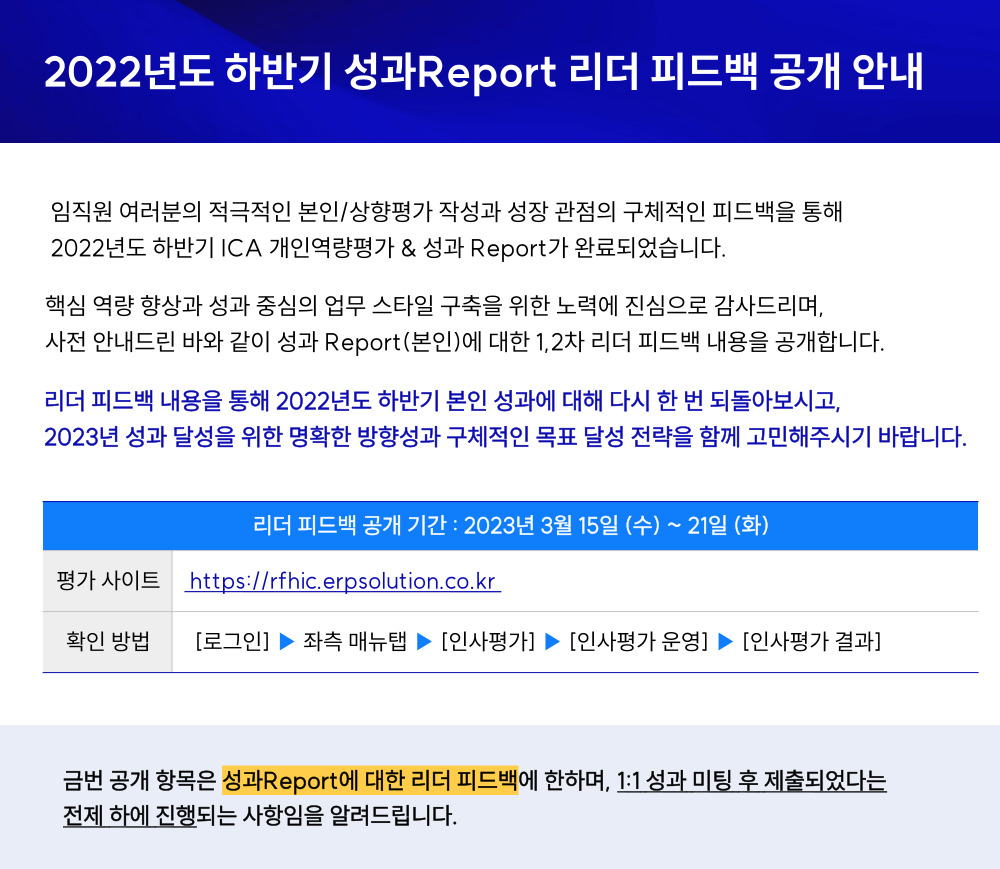 2022년도 하반기 성과Report 리더 피드백 공개 안내
임직원 여러분의 적극적인 본인/상향평가 작성과 성장 관점의 구체적인 피드백을 통해
2022년도 하반기 ICA 개인역량평가 & 성과 Report가 완료되었습니다.
핵심 역량 향상과 성과 중심의 업무 스타일 구축을 위한 노력에 진심으로 감사드리며,
사전 안내드린 바와 같이 성과 Report(본인)에 대한 1,2차 리더 피드백 내용을 공개합니다.
리더 피드백 내용을 통해 2022년도 하반기 본인 성과에 대해 다시 한 번 되돌아보시고,
2023년 성과 달성을 위한 명확한 방향성과 구체적인 목표 달성 전략을 함께 고민해주시기 바랍니다.
리더 피드백 공개 기간 : 2023년 3월 15일 (수) ~ 21일 (화)
평가 사이트 https://rfhic.erpsolution.co.kr
확인 방법 [로그인] ▶ 좌측 매뉴탭 ▶ [인사평가] ▶ [인사평가 운영] ▶ [인사평가 결과]
금번 공개 항목은 성과Report에 대한 리더 피드백에 한하며, 1:1 성과 미팅 후 제출되었다는
전제 하에 진행되는 사항임을 알려드립니다.